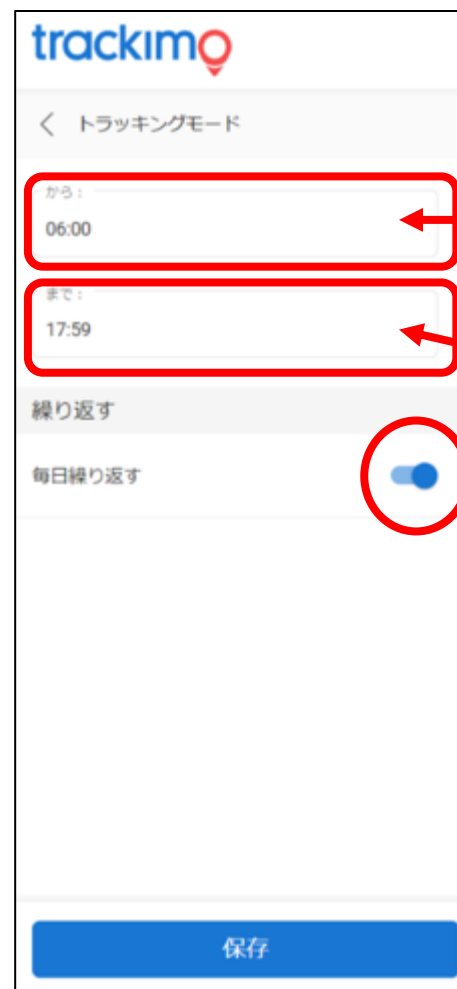 trackimo
トラッキングモード
から：
06:00
まで：
17:59
繰り返す
毎日繰り返す
保存